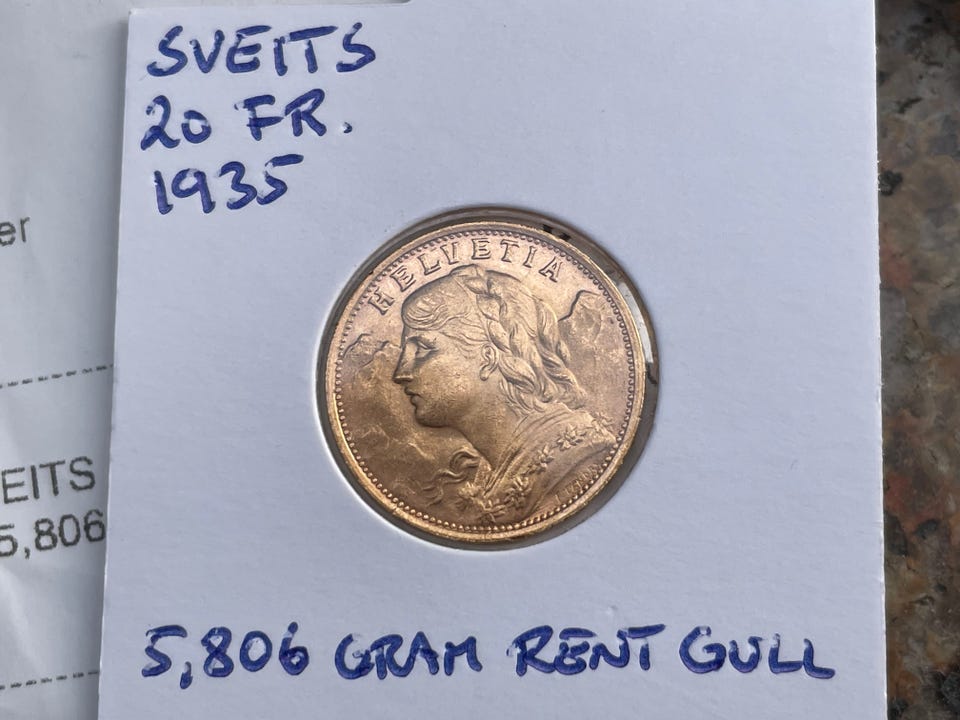 SVEITS
20 FR.
1935
HELVETIA
er
EITS
5,806
5,806 GRAM RENT GULL